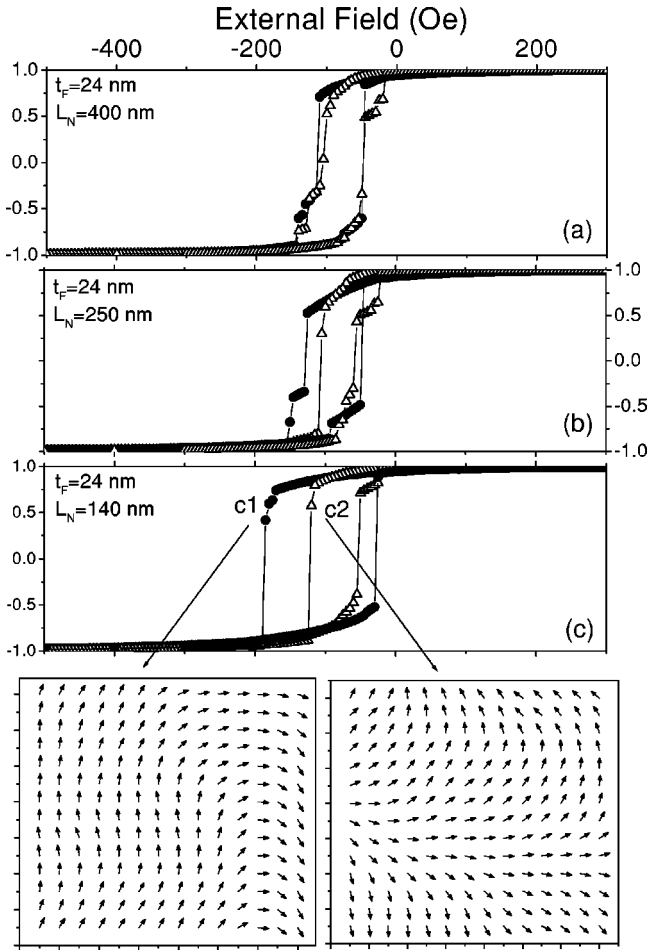 External Field (Oe)
-400 -200 0 200
1.0
t_F=24 nm
0.5
L_N=400 nm
0.0
-0.5
(a)
-1.0
1.0
t_F=24 nm
L_N=250 nm
0.5
0.0
-0.5
(b)
-1.0
1.0
t_F=24 nm
0.5
L_N=140 nm
c1 c2
0.0
-0.5
(c)
-1.0